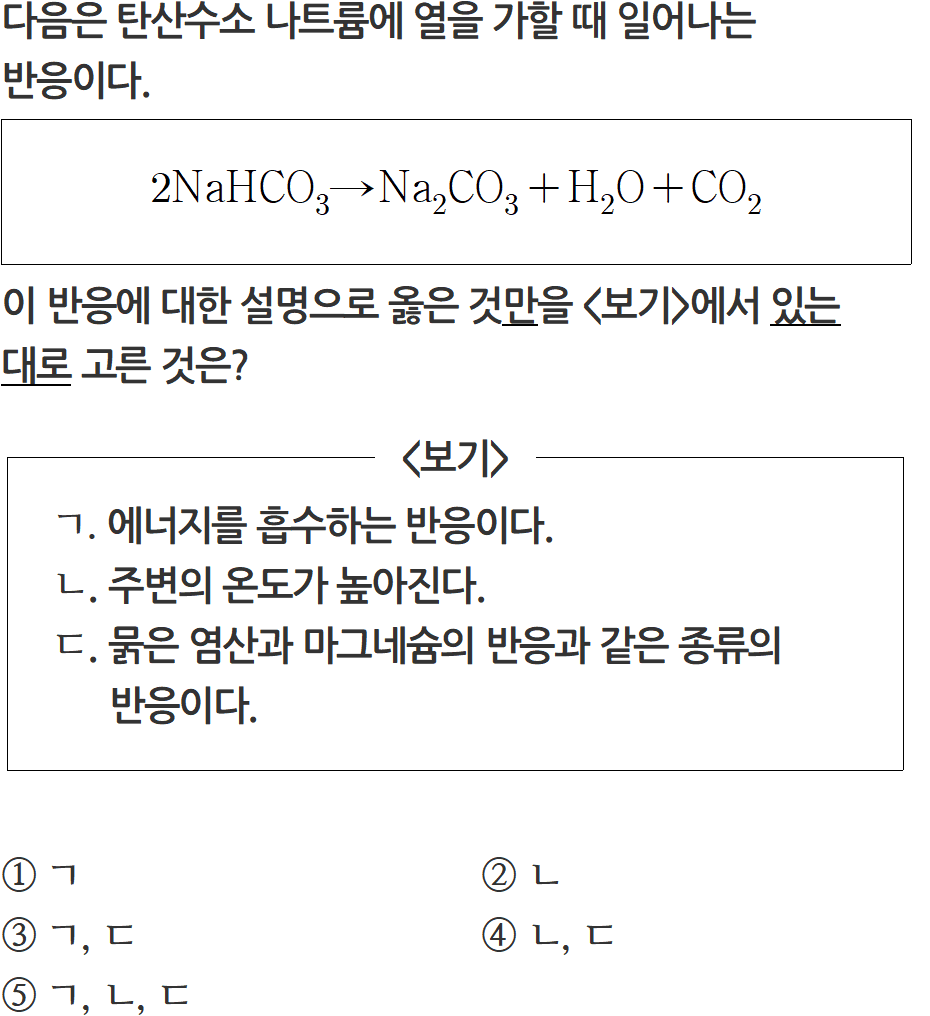 다음은 탄산수소 나트륨에 열을 가할 때 일어나는
반응이다.
2NaHCO₃→Na₂CO₃+H₂O+CO₂
이 반응에 대한 설명으로 옳은 것만을 <보기>에서 있는
대로 고른 것은?
<보기>
ㄱ. 에너지를 흡수하는 반응이다.
ㄴ. 주변의 온도가 높아진다.
ㄷ. 묽은 염산과 마그네슘의 반응과 같은 종류의
반응이다.
① ㄱ ② ㄴ
③ ㄱ, ㄷ ④ ㄴ, ㄷ
⑤ ㄱ, ㄴ, ㄷ